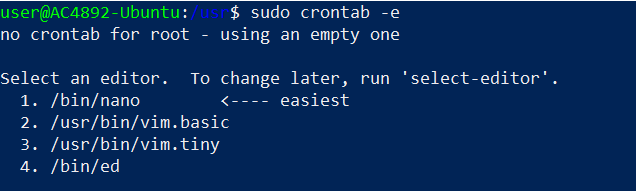 user@AC4892-Ubuntu:/usr$ sudo crontab -e
no crontab for root - using an empty one

Select an editor.  To change later, run 'select-editor'.
  1. /bin/nano        <---- easiest
  2. /usr/bin/vim.basic
  3. /usr/bin/vim.tiny
  4. /bin/ed